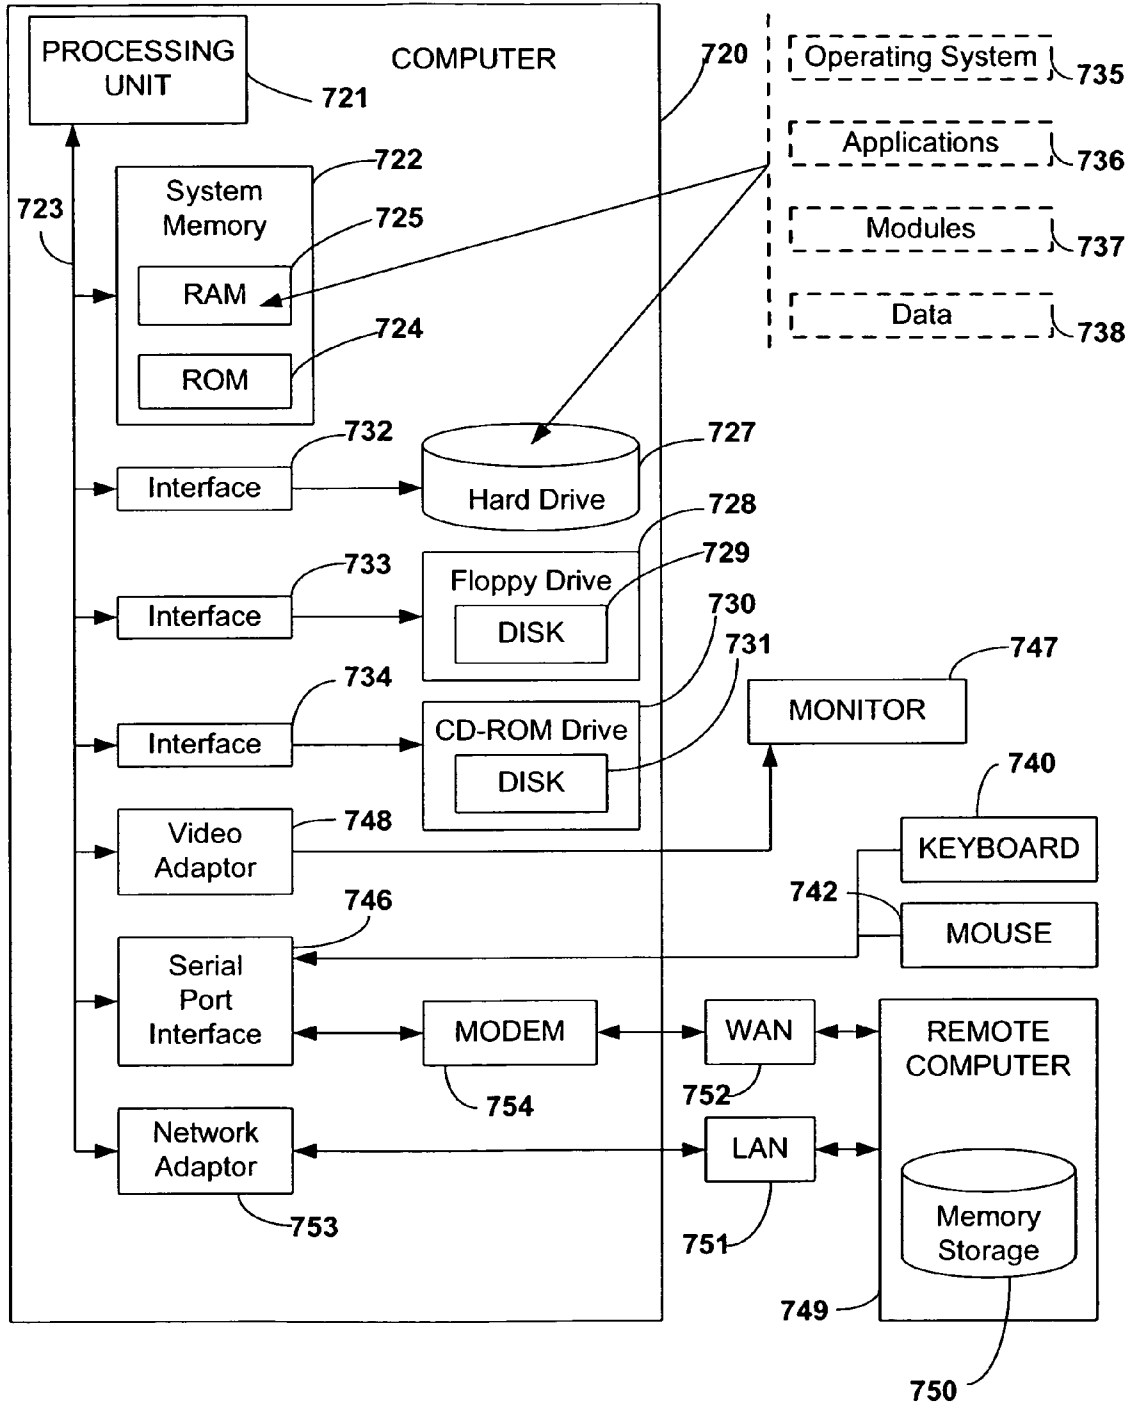 PROCESSING
UNIT
COMPUTER
721
720
Operating System
735
Applications
736
Modules
737
Data
738
722
723
System
Memory
725
RAM
724
ROM
732
Interface
727
Hard Drive
728
733
Interface
Floppy Drive
729
DISK
730
731
734
Interface
CD-ROM Drive
DISK
747
MONITOR
748
Video
Adaptor
740
KEYBOARD
742
MOUSE
746
Serial
Port
Interface
MODEM
754
WAN
752
REMOTE
COMPUTER
Network
Adaptor
753
LAN
751
Memory
Storage
749
750